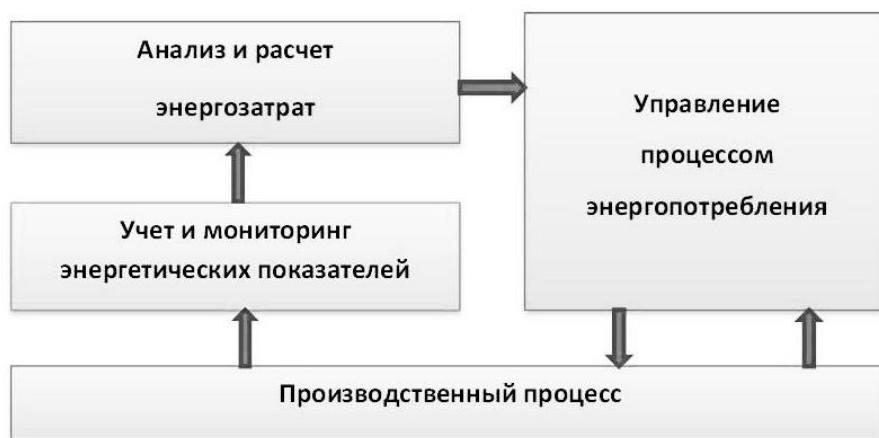 Анализ и расчет
энергозатрат
Управление
процессом
энергопотребления
Учет и мониторинг
энергетических показателей
Производственный процесс